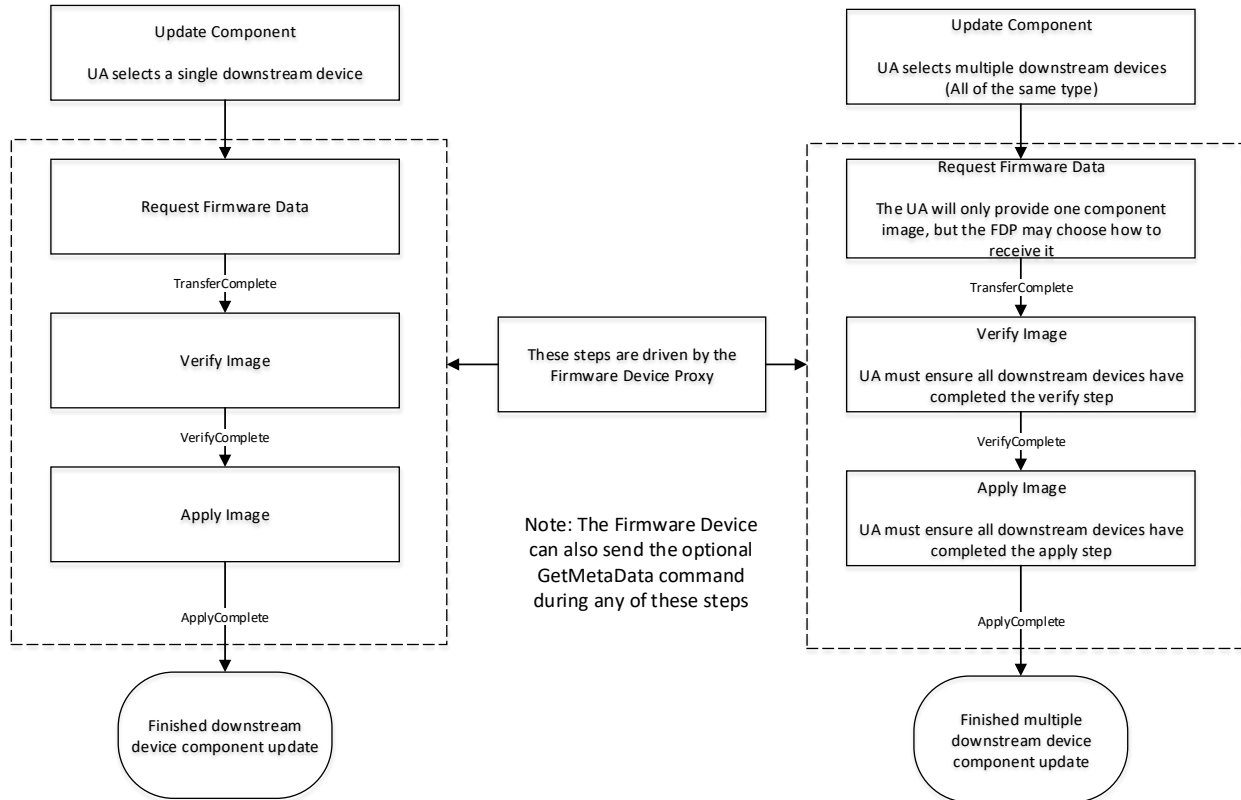 Update Component
UA selects a single downstream device
Request Firmware Data
TransferComplete
Verify Image
VerifyComplete
Apply Image
ApplyComplete
Finished downstream
device component update
These steps are driven by the
Firmware Device Proxy
Note: The Firmware Device
can also send the optional
GetMetaData command
during any of these steps
Update Component
UA selects multiple downstream devices
(All of the same type)
Request Firmware Data
The UA will only provide one component
image, but the FDP may choose how to
receive it
TransferComplete
Verify Image
UA must ensure all downstream devices have
completed the verify step
VerifyComplete
Apply Image
UA must ensure all downstream devices have
completed the apply step
ApplyComplete
Finished multiple
downstream device
component update